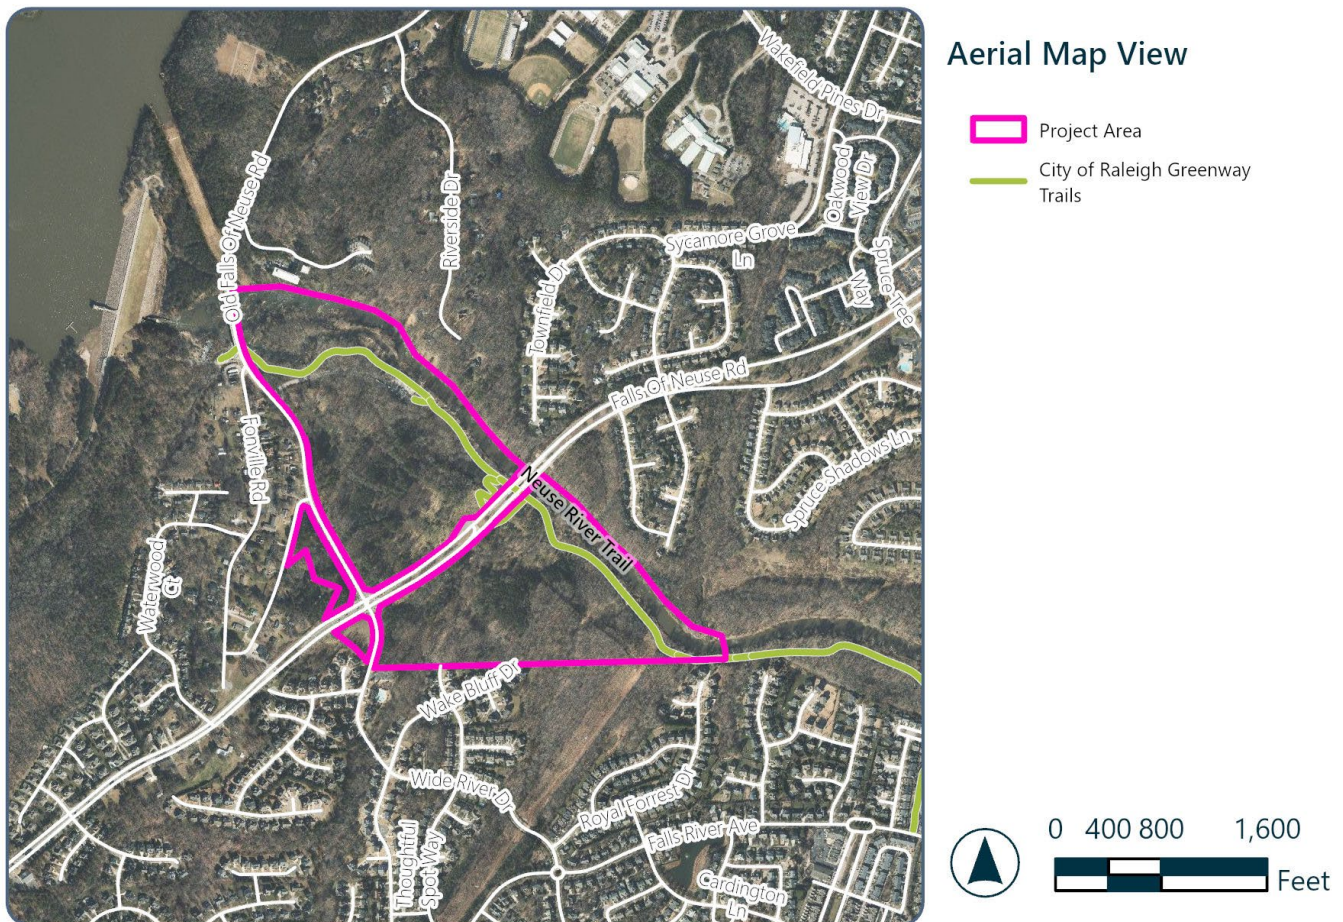 Aerial Map View
Project Area
City of Raleigh Greenway
Trails
Wakefield Pines Dr
Oakwood
View Dr
Old Falls Of Neuse Rd
Riverside Dr
Sycamore Grove
Ln
Spruce Tree
Way
Townfield Dr
Falls Of Neuse Rd
Fonville Rd
Spruce Shadows Ln
Neuse River Trail
Waterwood
Ct
Wake Bluff Dr
Wide River Dr
Royal Forrest Dr
Falls River Ave
Thoughtful
Spot Way
Cardington
Ln
0 400 800 1,600
Feet